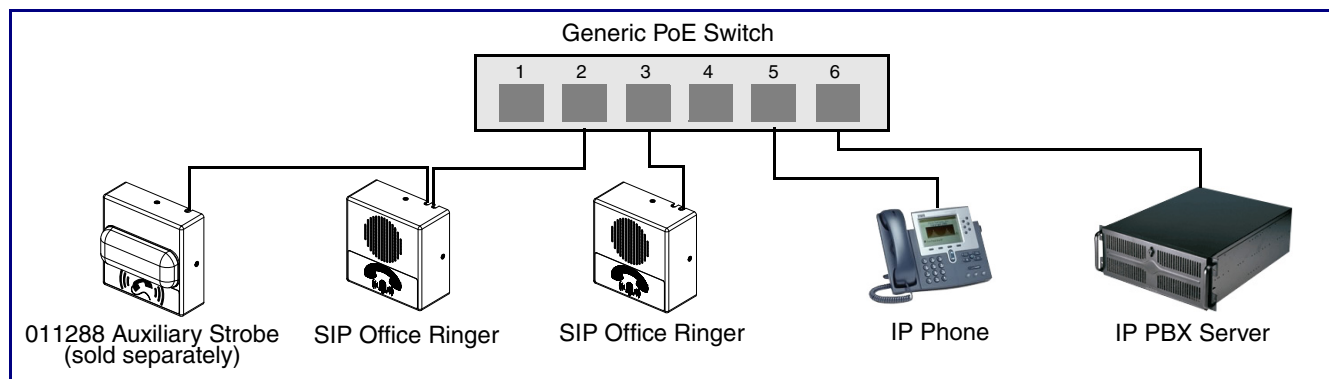 Generic PoE Switch
1 2 3 4 5 6
011288 Auxiliary Strobe
(sold separately)
SIP Office Ringer
SIP Office Ringer
IP Phone
IP PBX Server